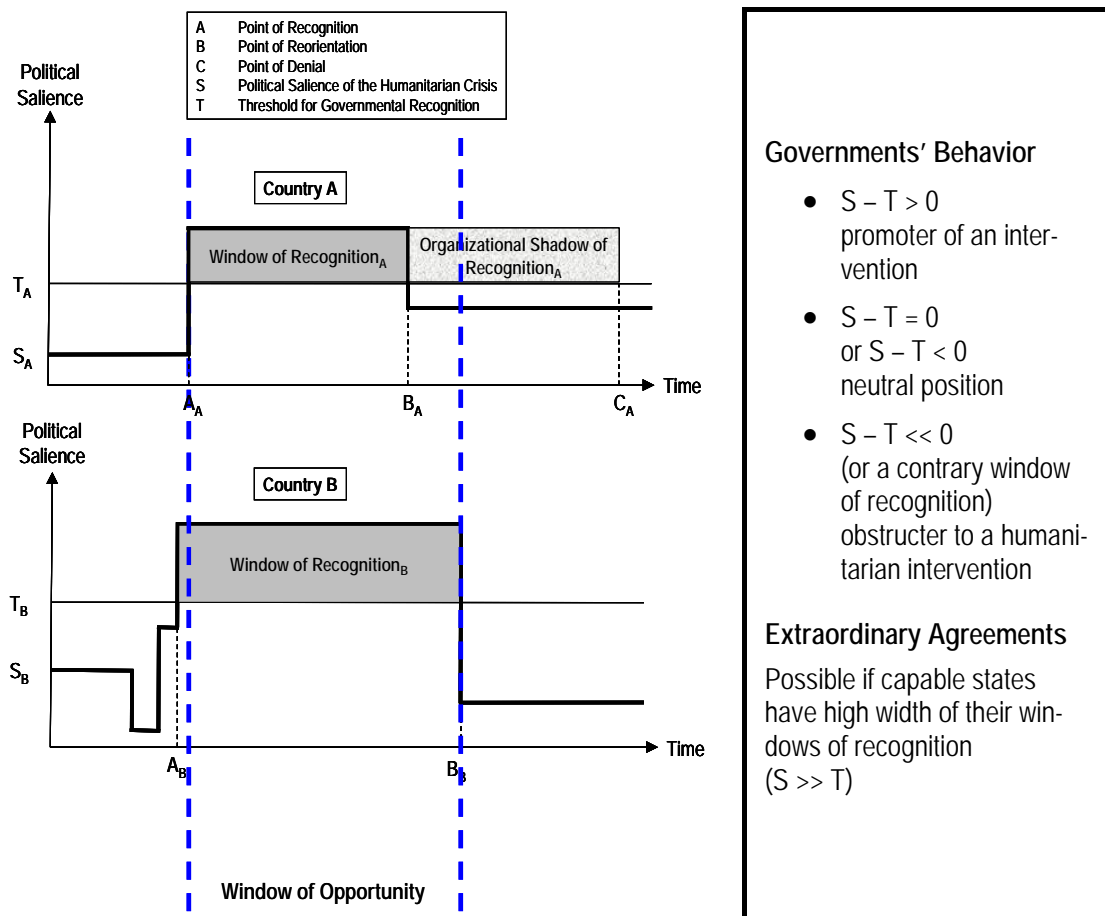 A Point of Recognition
B Point of Reorientation
C Point of Denial
S Political Salience of the Humanitarian Crisis
T Threshold for Governmental Recognition
Political
Salience
Country A
Window of Recognition_A
Organizational Shadow of
Recognition_A
T_A
S_A
Time
A_A
B_A
C_A
Political
Salience
Country B
Window of Recognition_B
T_B
S_B
Time
A_B
B_B
Window of Opportunity
Governments’ Behavior
• S – T > 0
promoter of an inter-
vention
• S – T = 0
or S – T < 0
neutral position
• S – T << 0
(or a contrary window
of recognition)
obstructer to a humani-
tarian intervention
Extraordinary Agreements
Possible if capable states
have high width of their win-
dows of recognition
(S >> T)